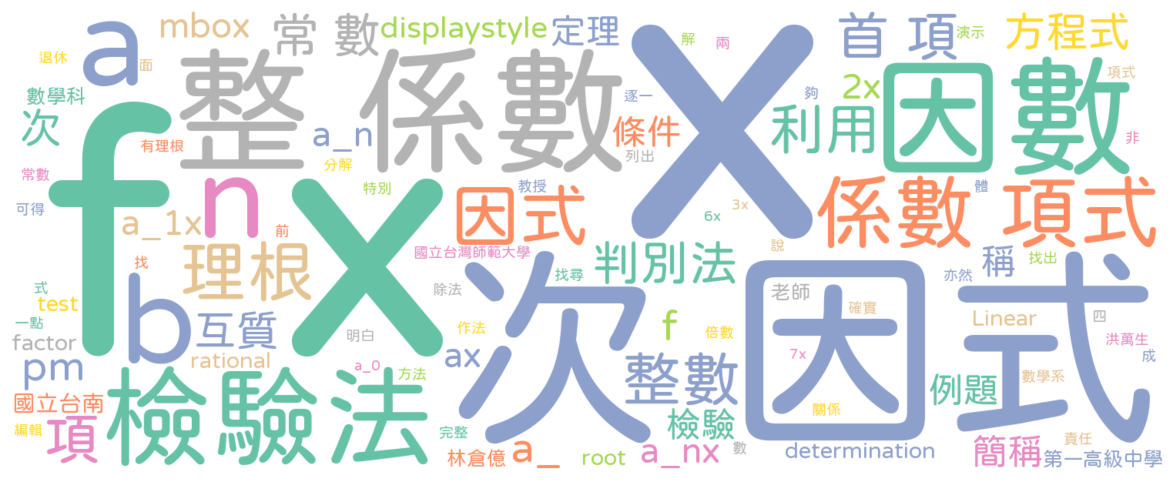 a
mbox
常 數
displaystyle
定理
首 項
演示
方程式
解
兩
退休
面
整 係數
X
2x
因數
項式
數學科
次
f
a_n
逐一
條件
夠
利用
列出
非
有理根
分解
常數
n
特別
因式
教授
6x
3x
係數 項式
體
可得
a_1x
前
x
理根
國立台灣師範大學
判別法
說
稱
找出
找
次
因式
找尋
亦然
式
test
b
互質
除法
老師
確實
一點
明白
作法
f
倍數
Linear
四
factor
洪萬生
pm
rational
a_0
方法
ax
整數
7x
數學系
成
國立台南
檢驗法
關係
例題
編輯
項
完整
檢驗
責任
林倉億
a_
root
a_nx
數
determination
簡稱
第一高級中學